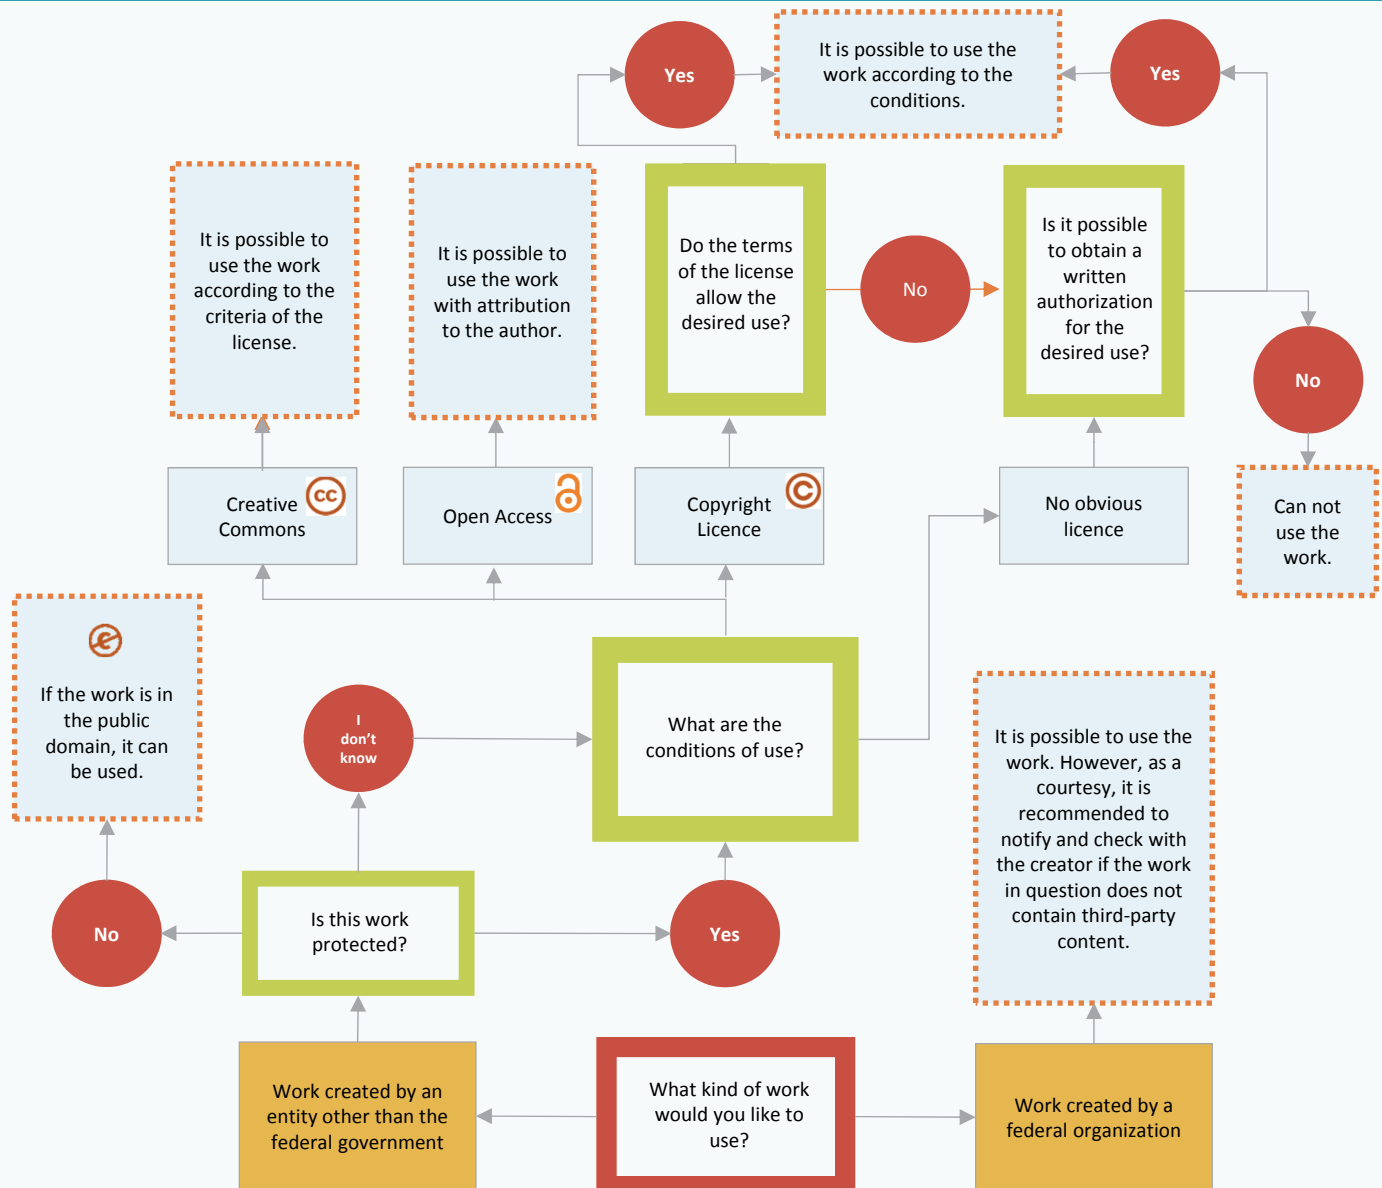 Yes
It is possible to use the
work according to the
conditions.
Yes
It is possible to
use the work
according to the
criteria of the
license.
It is possible to
use the work
with attribution
to the author.
Do the terms
of the license
allow the
desired use?
No
Is it possible
to obtain a
written
authorization
for the
desired use?
No
Creative
Commons
cc
Open Access
Copyright
Licence
©
No obvious
licence
Can not
use the
work.
c
If the work is in
the public
domain, it can
be used.
I
don't
know
What are the
conditions of use?
It is possible to use the
work. However, as a
courtesy, it is
recommended to
notify and check with
the creator if the work
in question does not
contain third-party
content.
No
Is this work
protected?
Yes
Work created by an
entity other than the
federal government
What kind of work
would you like to
use?
Work created by a
federal organization